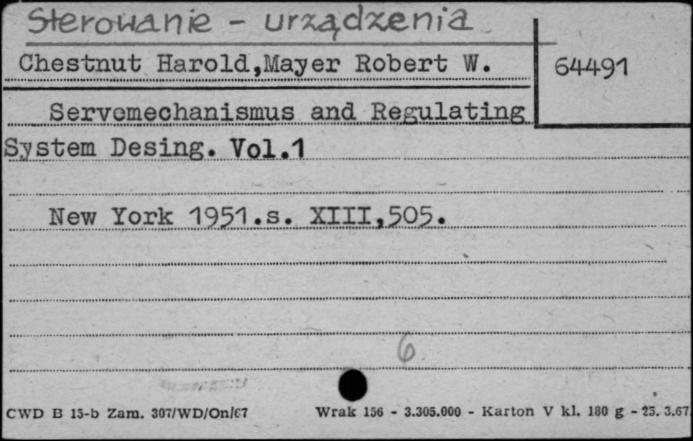 Sterowanie - urządzenia
Chestnut Harold,Mayer Robert W.
64491
Servomechanismus and Regulating
System Desing. Vol.1
New York 1951.s. XIII,505.
6
CWD B 15-b Zam. 307/WD/On/67 Wrak 156 - 3.305.000 - Karton V kl. 180 g - 25. 3.67